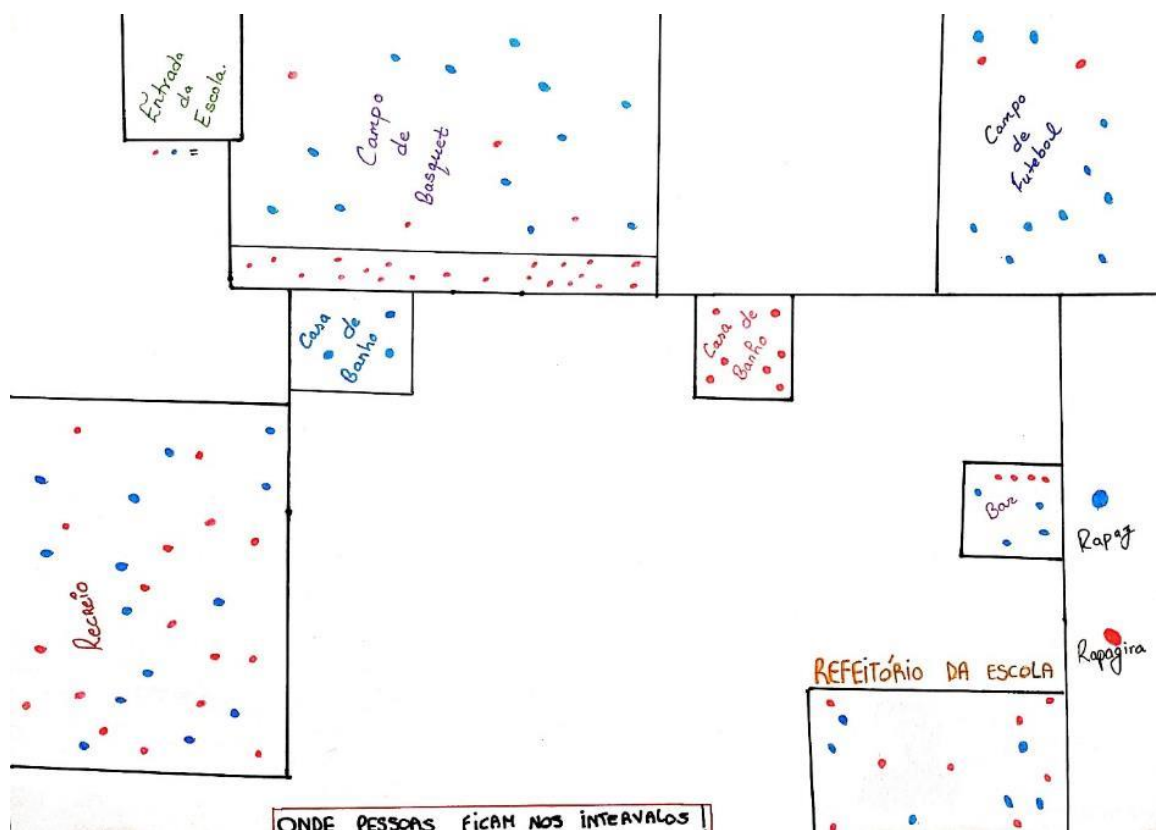 Entrada
da
Escola.
=
Campo
de
Basquet
Campo
de
Futebol
Casa
de
Banho
Casa de
Banho
Bar
Rapaz
Recreio
Rapagira
REFEITÓRIO DA ESCOLA
ONDE PESSOAS FICAM NOS INTERVALOS